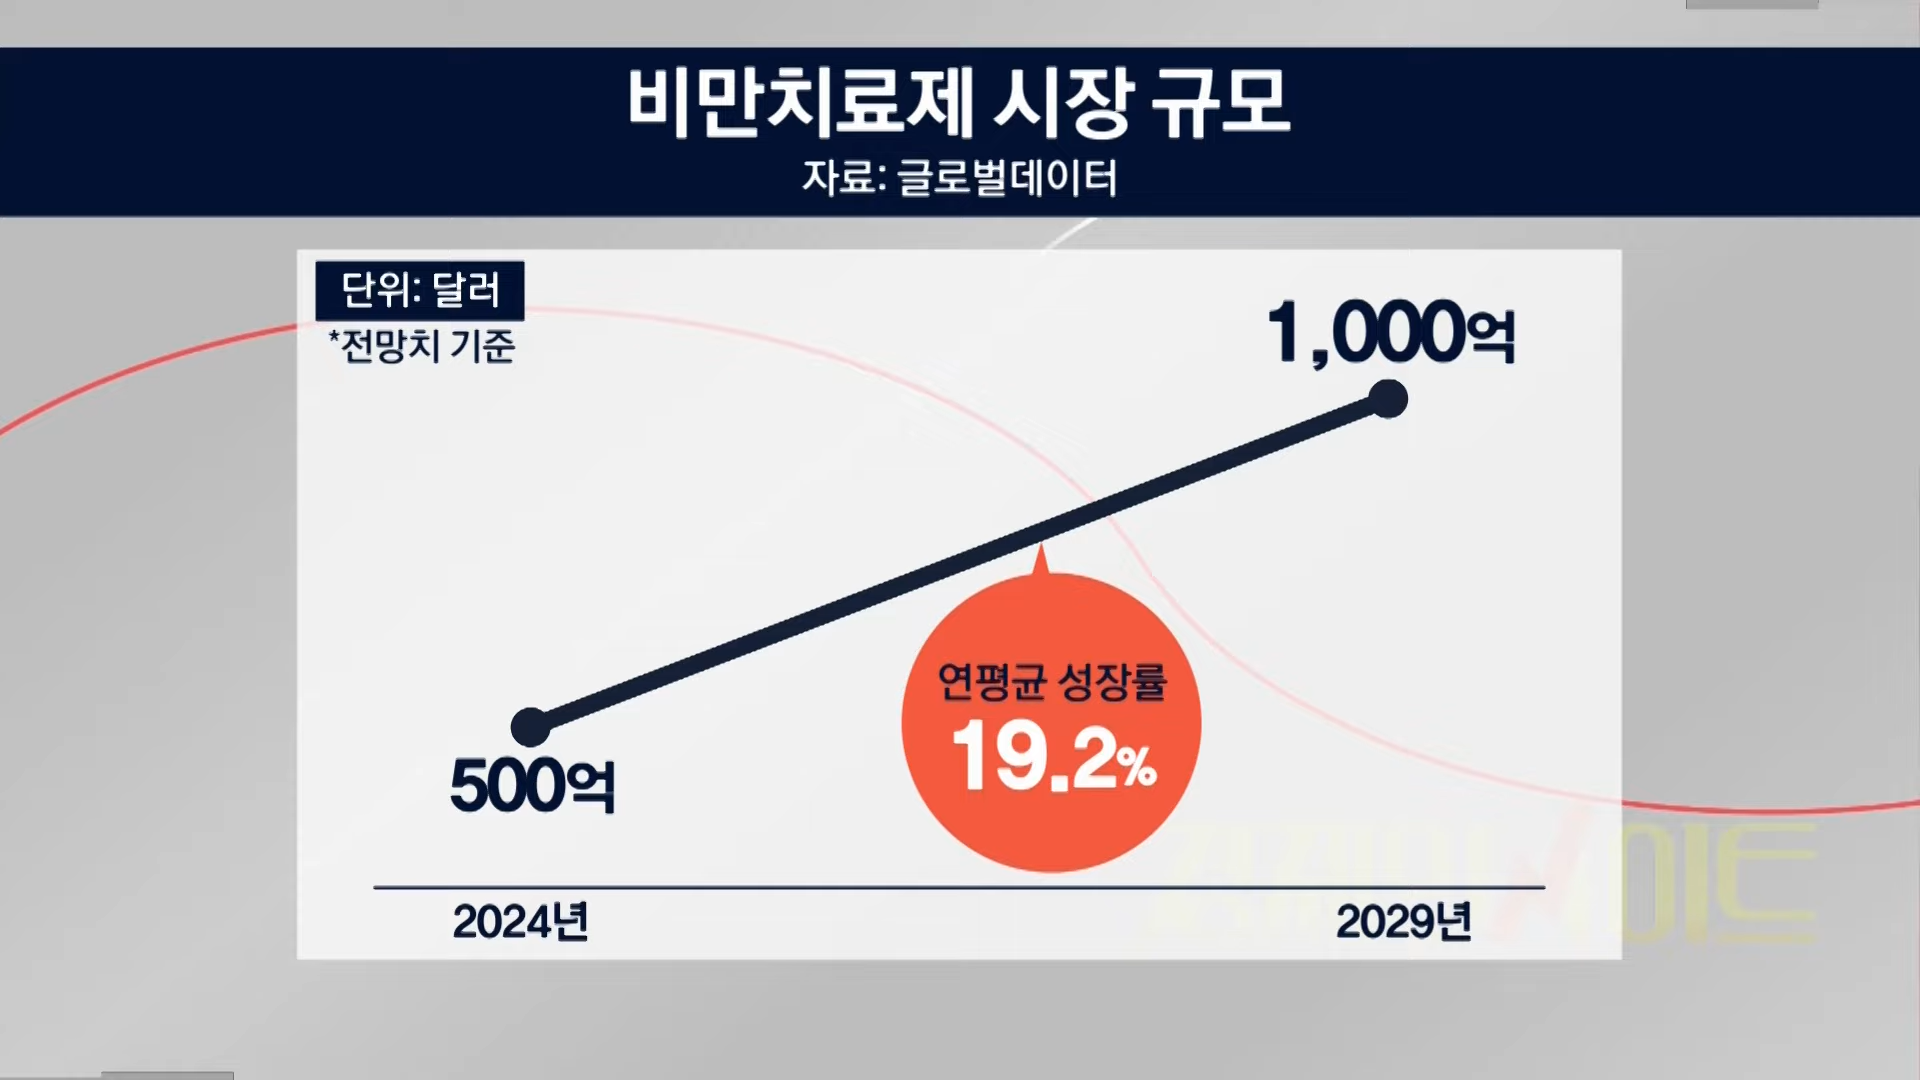 비만치료제 시장 규모
자료: 글로벌데이터
단위: 달러
*전망치 기준
1,000억
연평균 성장률
19.2%
500억
2024년
2029년